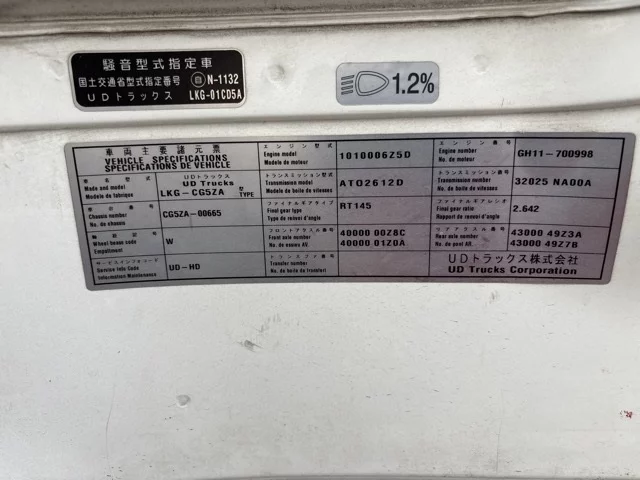 騒音型式指定車
国土交通省型式指定番号 自N-1132
UDトラックス LKG-01CD5A
1.2%
車両主要諸元票
VEHICLE SPECIFICATIONS
SPECIFICATIONS DE VEHICLE
エンジン型式
Engine model
Modele de moteur
1010006Z5D
エンジン番号
Engine number
No. de moteur
GH11-700998
車名型式
Made and model
Modele de fabrique
UDトラックス
UD Trucks
LKG-CG5ZA 型 TYPE
トランスミッション型式
Transmission model
Modele de boite de vitesses
ATO2612D
トランスミッション番号
Transmission number
No. de boite de vitesses
32025 NA00A
車台番号
Chassis number
No. de chassis
CG5ZA-00665
ファイナルギアタイプ
Final gear type
Type de renvoi d'angle
RT145
ファイナルギアレシオ
Final gear ratio
Rapport de renvoi d'angle
2.642
Wheel base code
Empattement
W
フロントアクスル番号
Front axle number
No. de essieu AV.
40000 00Z8C
40000 01Z0A
リアアクスル番号
Rear axle number
No. de pont AR.
43000 49Z3A
43000 49Z7B
サービスインフォコード
Service Info Code
Information Maintenance
UD-HD
トランスファ番号
Transfer number
No. de boite de transfert
UDトラックス株式会社
UD Trucks Corporation